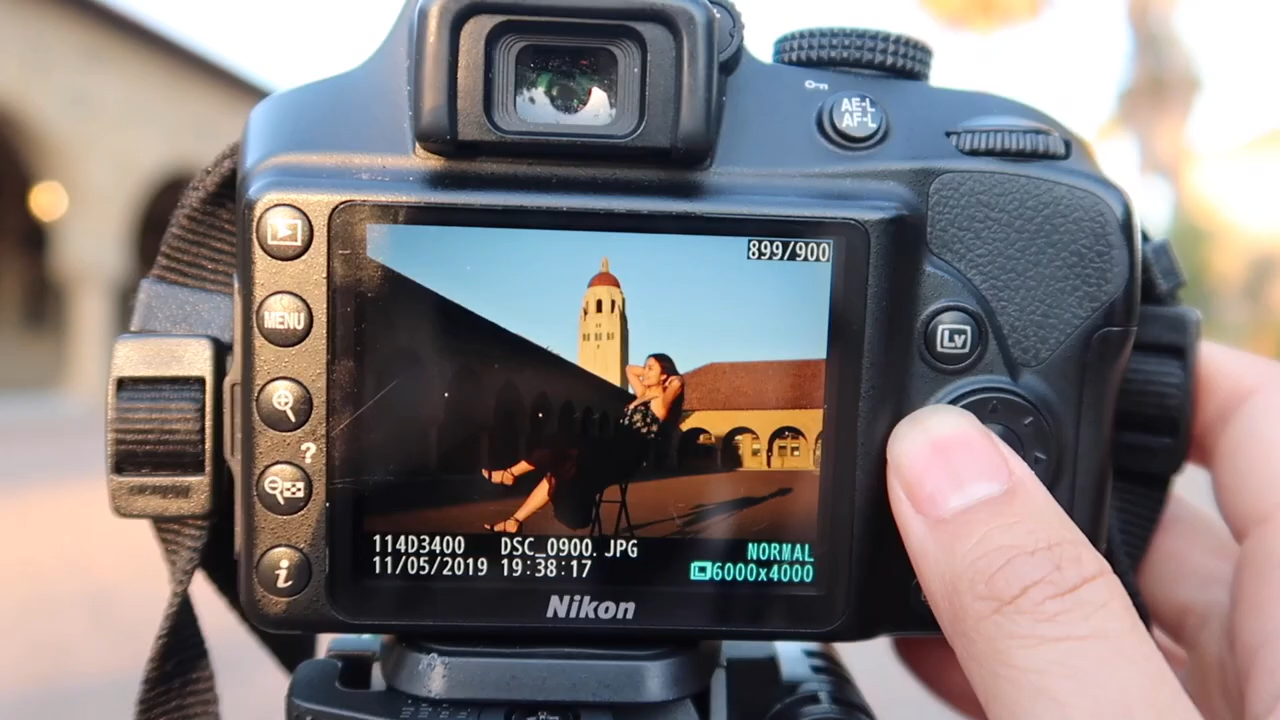 AE-L
AF-L
899/900
MENU
Lv
?
i
114D3400 DSC_0900.JPG NORMAL
11/05/2019 19:38:17 L 6000x4000
Nikon